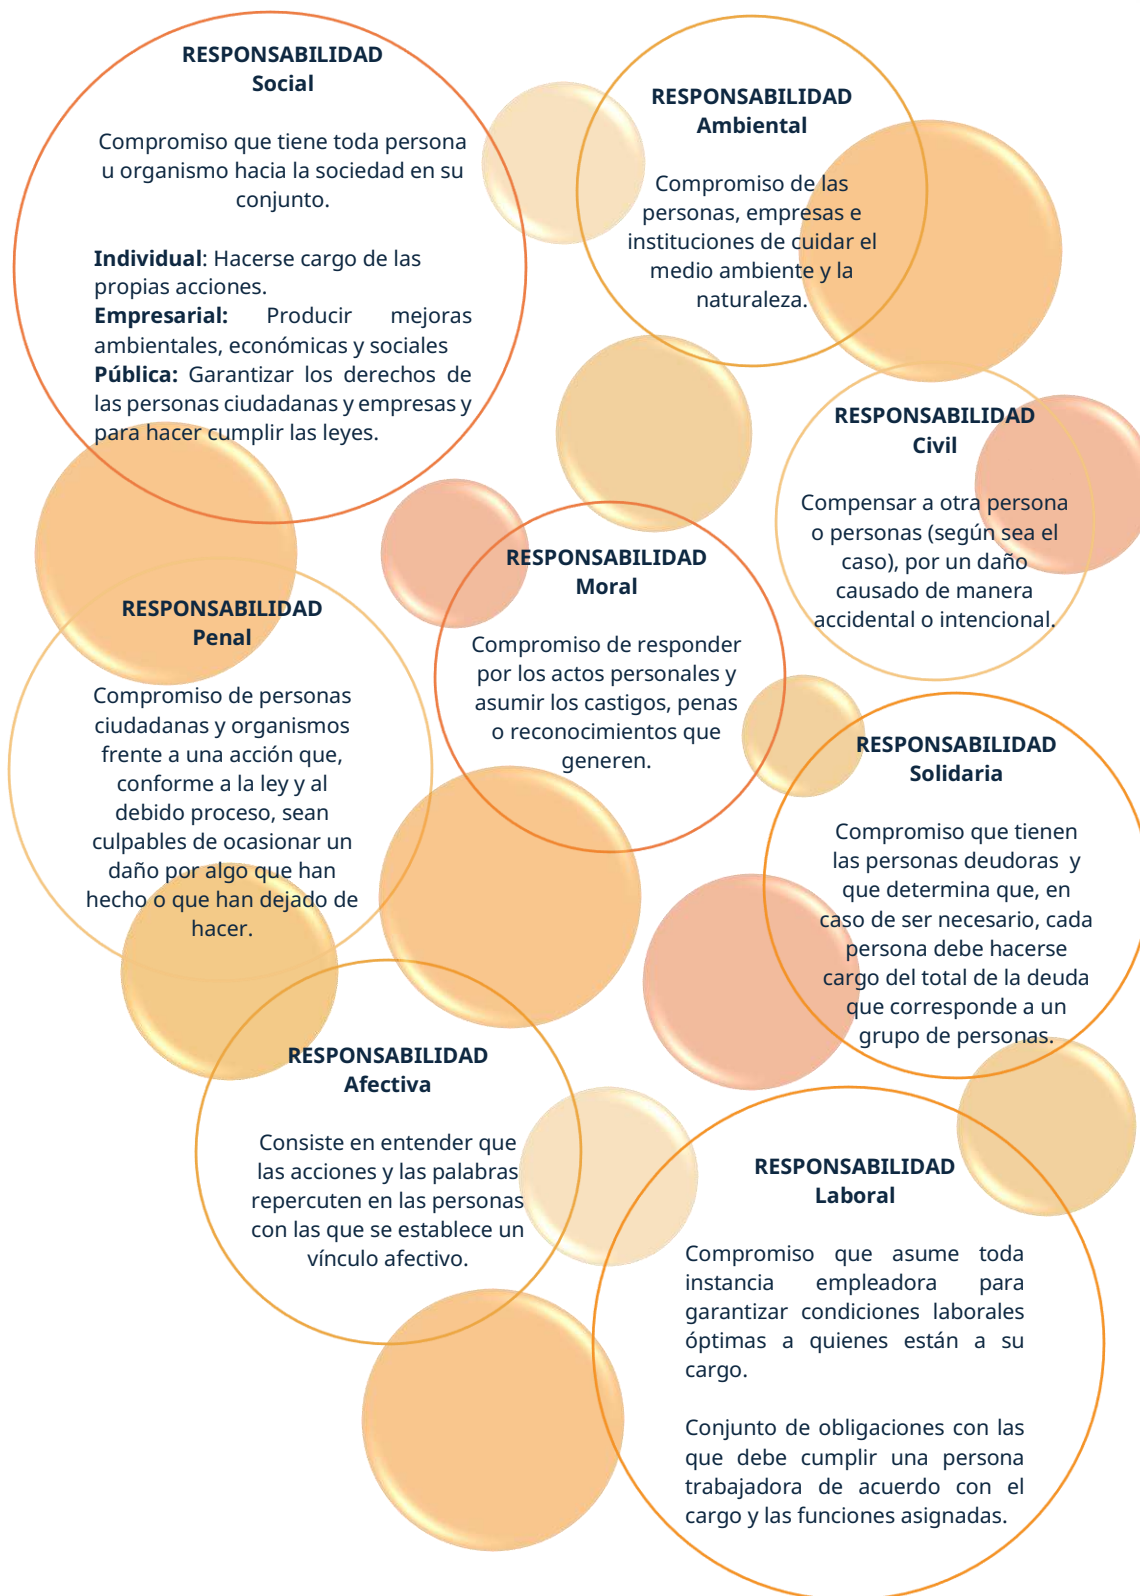 RESPONSABILIDAD
Social
Compromiso que tiene toda persona
u organismo hacia la sociedad en su
conjunto.
Individual: Hacerse cargo de las
propias acciones.
Empresarial: Producir mejoras
ambientales, económicas y sociales
Pública: Garantizar los derechos de
las personas ciudadanas y empresas y
para hacer cumplir las leyes.
RESPONSABILIDAD
Ambiental
Compromiso de las
personas, empresas e
instituciones de cuidar el
medio ambiente y la
naturaleza.
RESPONSABILIDAD
Civil
Compensar a otra persona
o personas (según sea el
caso), por un daño
causado de manera
accidental o intencional.
RESPONSABILIDAD
Moral
Compromiso de responder
por los actos personales y
asumir los castigos, penas
o reconocimientos que
generen.
RESPONSABILIDAD
Penal
Compromiso de personas
ciudadanas y organismos
frente a una acción que,
conforme a la ley y al
debido proceso, sean
culpables de ocasionar un
daño por algo que han
hecho o que han dejado de
hacer.
RESPONSABILIDAD
Solidaria
Compromiso que tienen
las personas deudoras y
que determina que, en
caso de ser necesario, cada
persona debe hacerse
cargo del total de la deuda
que corresponde a un
grupo de personas.
RESPONSABILIDAD
Afectiva
Consiste en entender que
las acciones y las palabras
repercuten en las personas
con las que se establece un
vínculo afectivo.
RESPONSABILIDAD
Laboral
Compromiso que asume toda
instancia empleadora para
garantizar condiciones laborales
óptimas a quienes están a su
cargo.
Conjunto de obligaciones con las
que debe cumplir una persona
trabajadora de acuerdo con el
cargo y las funciones asignadas.